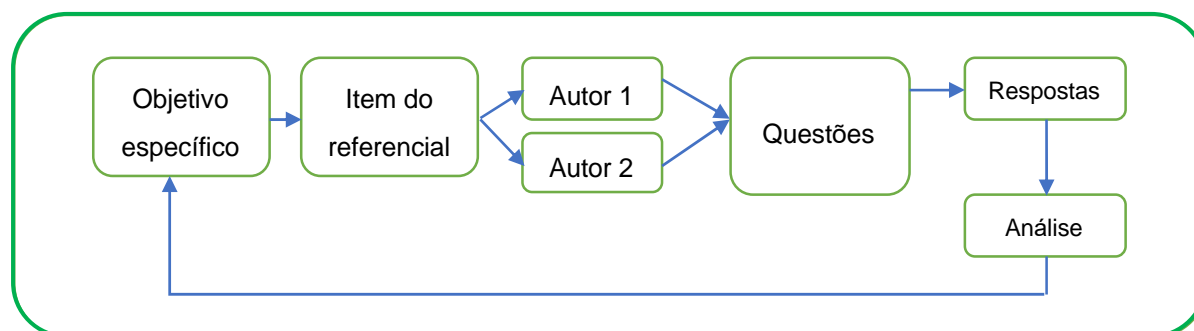 Objetivo
específico
Item do
referencial
Autor 1
Autor 2
Questões
Respostas
Análise